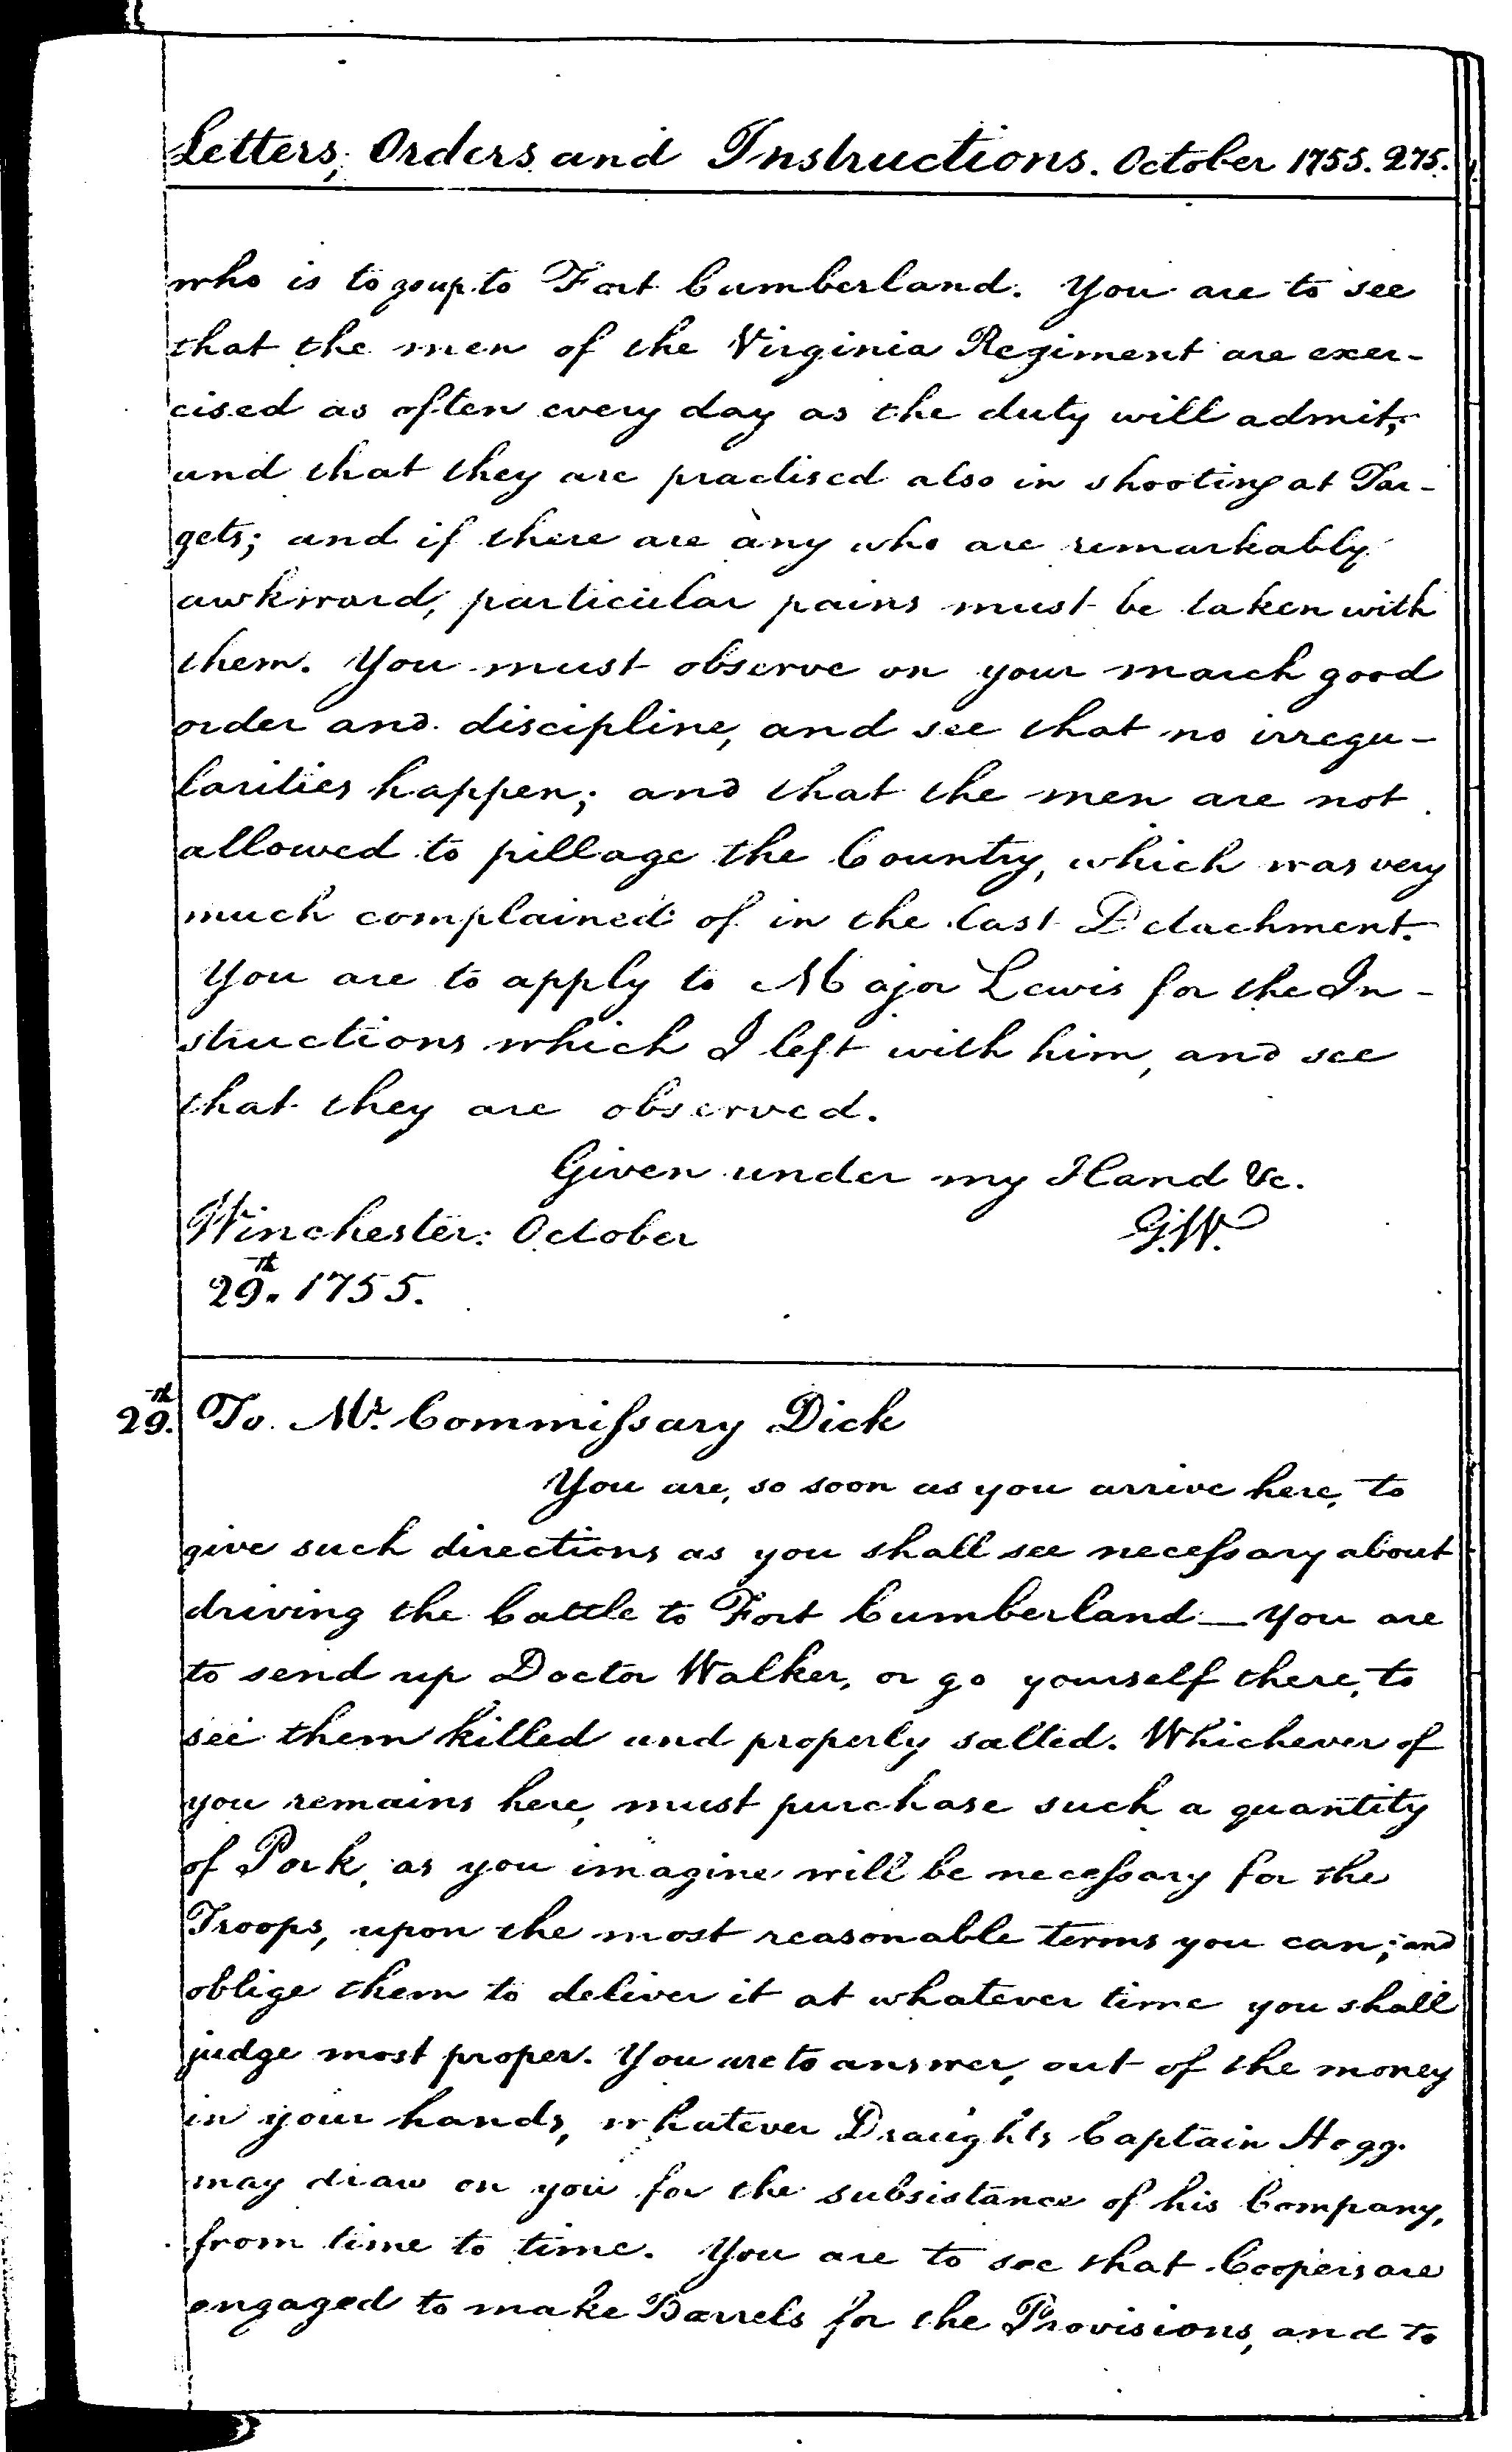 Letters, Orders and Instructions. October 1755. 275.
who is to go up to Fort Cumberland. You are to see
that the men of the Virginia Regiment are exer-
cised as often every day as the duty will admit,
and that they are practised also in shooting at Tar-
gets; and if there are any who are remarkably
awkward, particular pains must be taken with
them. You must observe on your march good
order and discipline, and see that no irregu-
larities happen; and that the men are not
allowed to pillage the Country, which was very
much complained of in the last Detachment.
You are to apply to Major Lewis for the In-
structions which I left with him, and see
that they are observed.
Given under my Hand &c.
Winchester: October G.W.
29.th 1755.
29.th To Mr. Commissary Dick
You are, so soon as you arrive here, to
give such directions as you shall see necessary about
driving the Cattle to Fort Cumberland—You are
to send up Doctor Walker, or go yourself there, to
see them killed and properly salted. Whichever of
you remains here, must purchase such a quantity
of Pork, as you imagine will be necessary for the
Troops, upon the most reasonable terms you can; and
oblige them to deliver it at whatever time you shall
judge most proper. You are to answer, out of the money
in your hands, whatever Draughts Captain Hogg
may draw on you for the subsistance of his Company,
from time to time. You are to see that Coopers are
engaged to make Barrels for the Provisions, and to